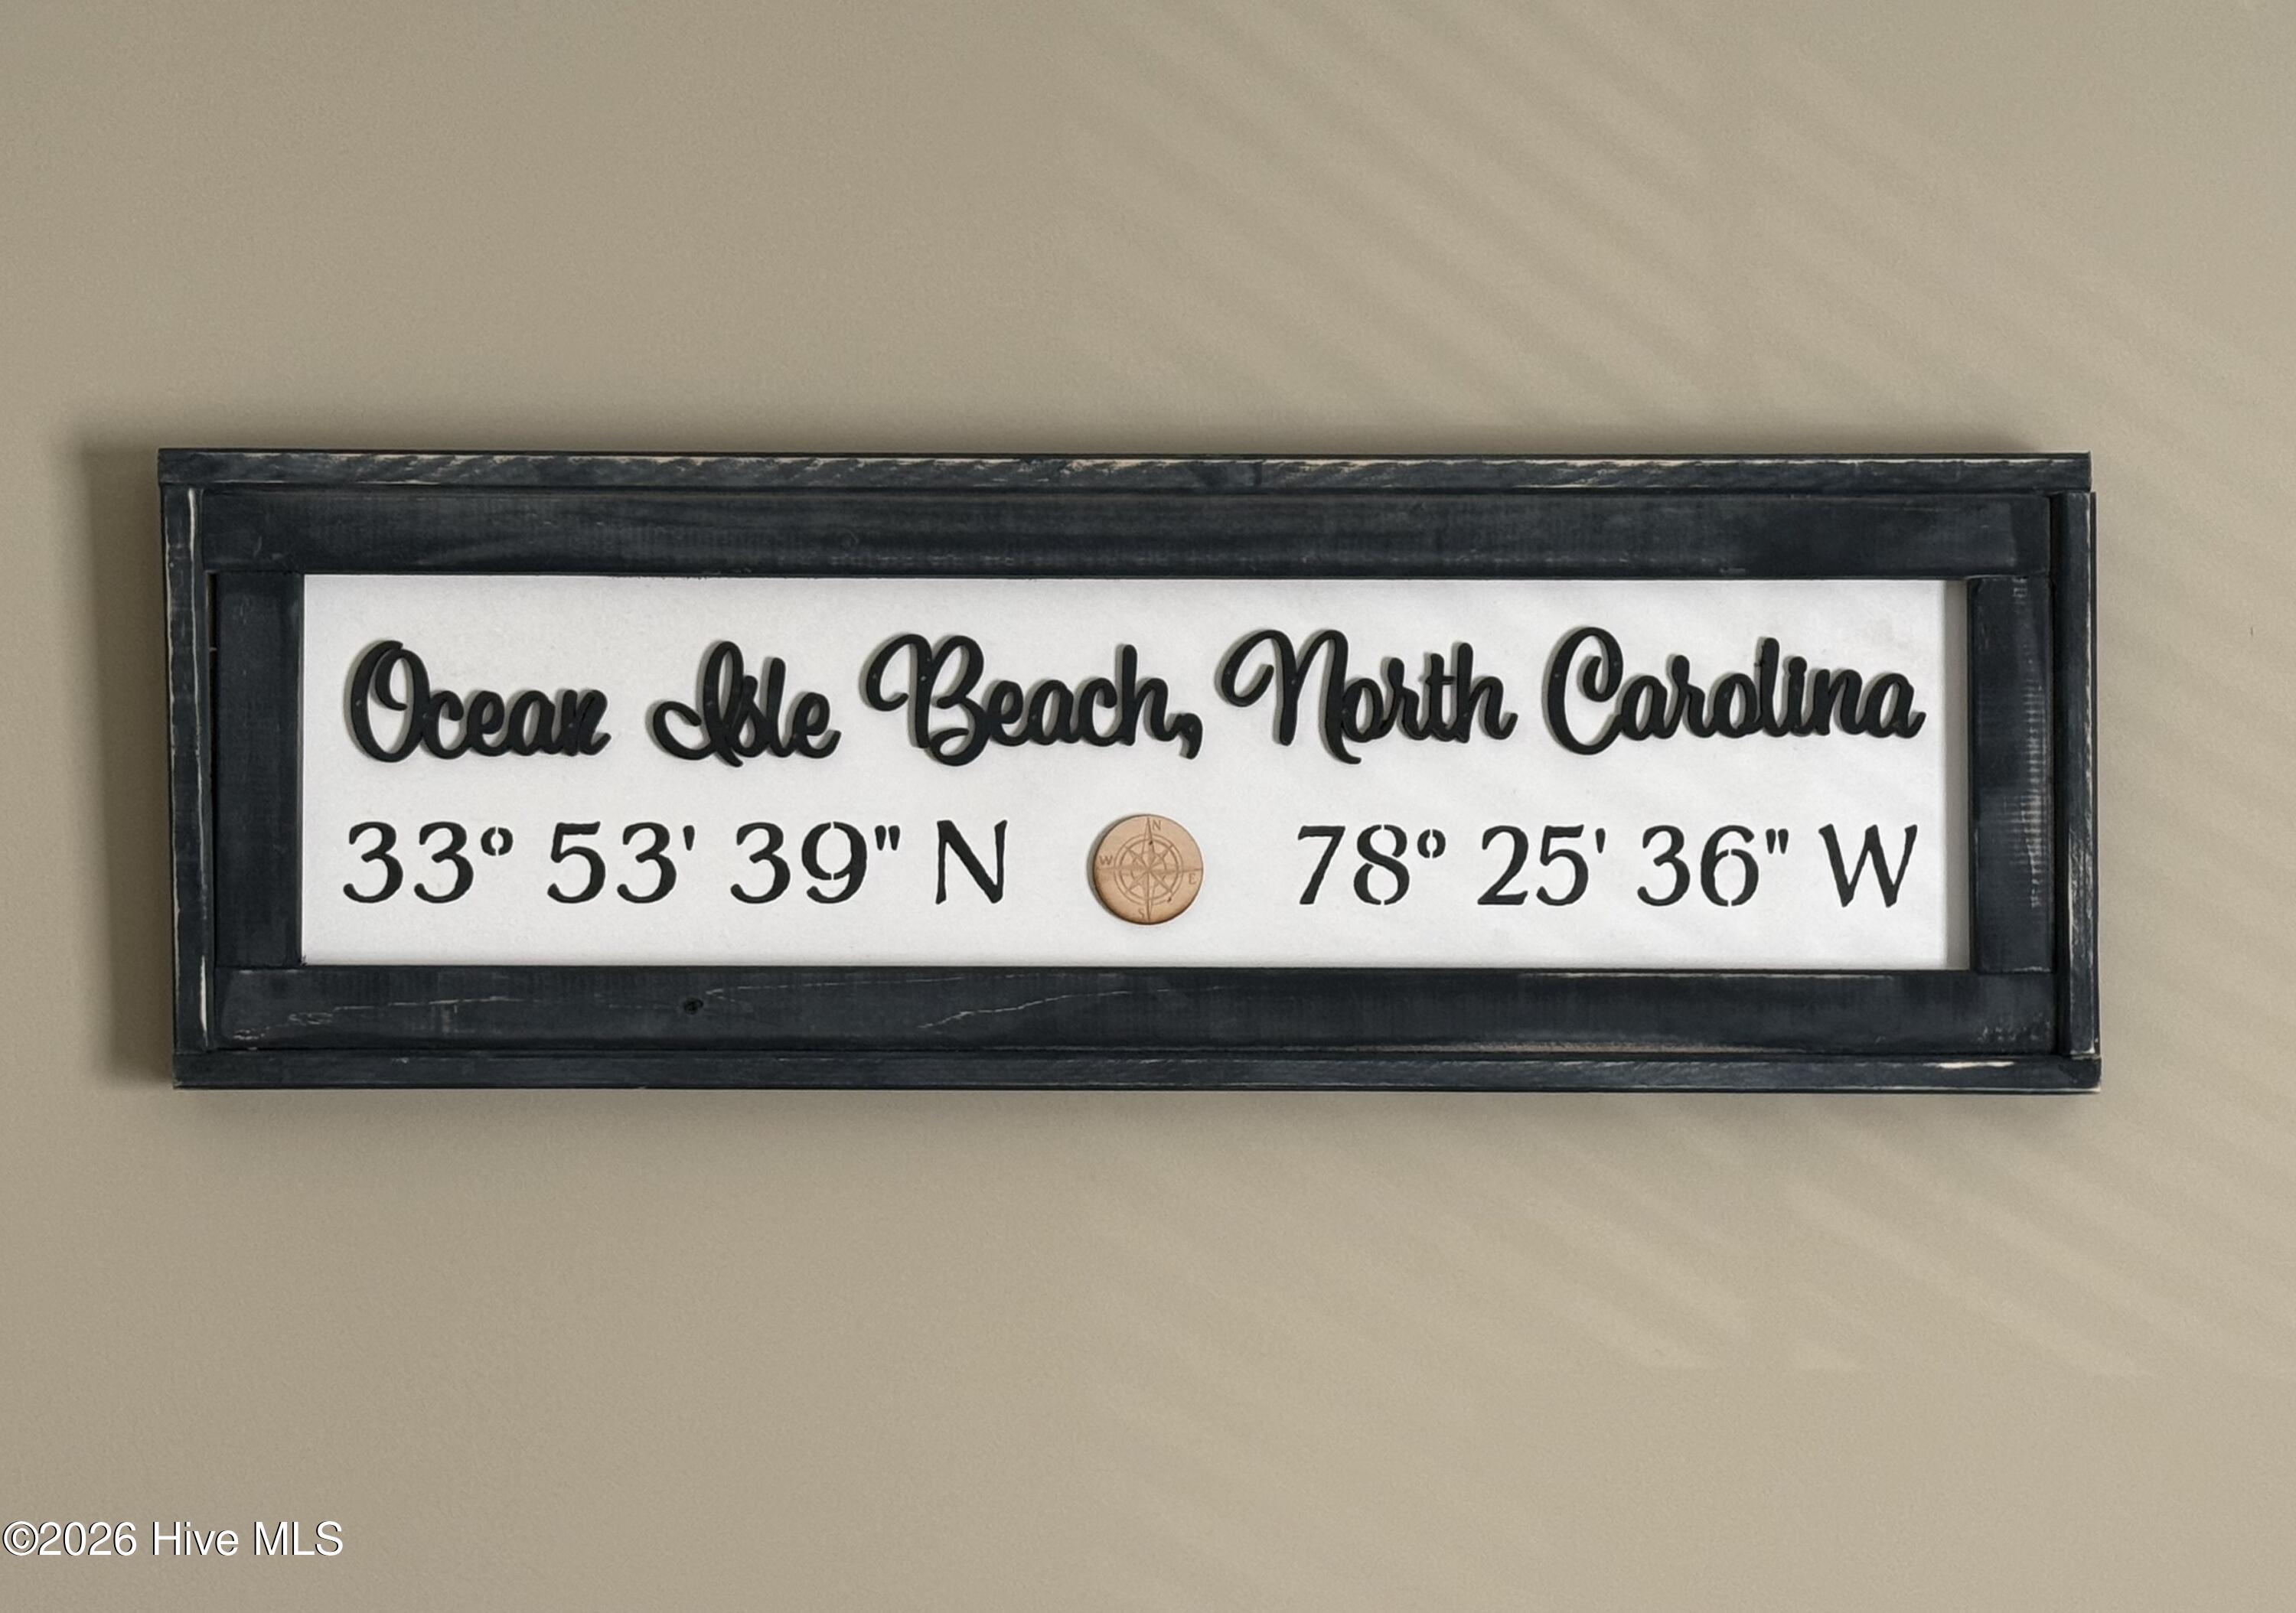 Ocean Isle Beach, North Carolina
33° 53' 39" N N W E S 78° 25' 36" W
©2026 Hive MLS